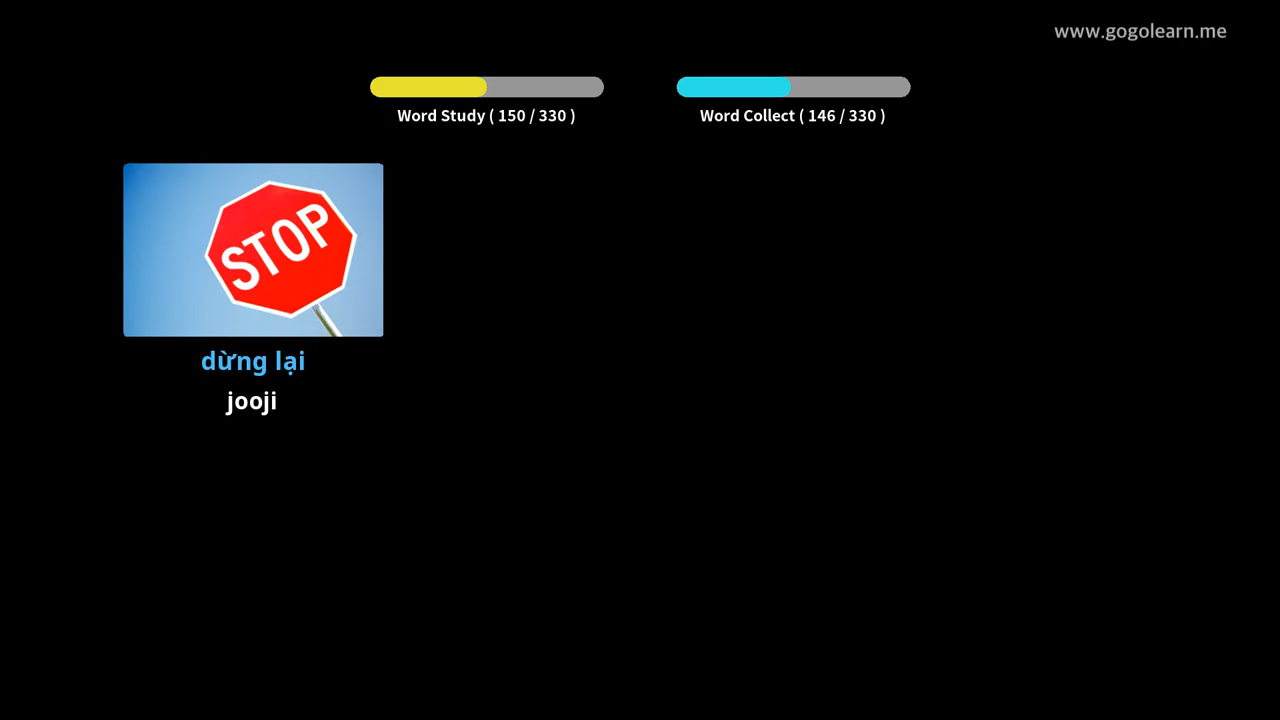 www.gogolearn.me
Word Study ( 150 / 330 )
Word Collect ( 146 / 330 )
STOP
dừng lại
jooji